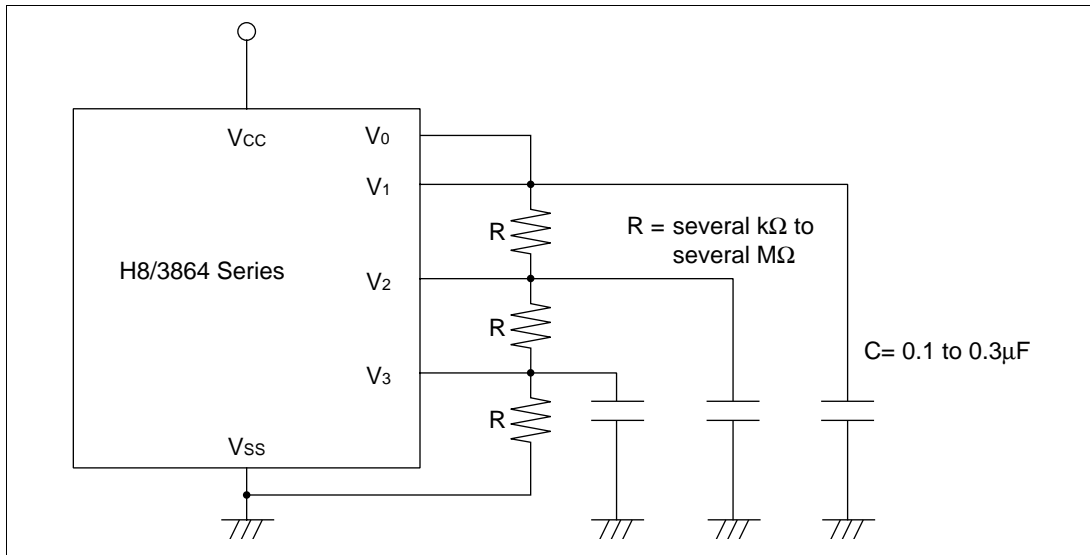 VCC
V0
V1
R
R = several kΩ to
several MΩ
H8/3864 Series
V2
R
C= 0.1 to 0.3μF
V3
R
VSS